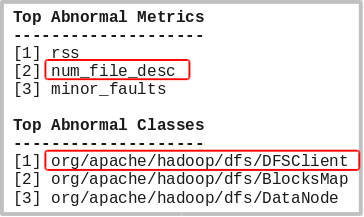 Top Abnormal Metrics
--------------------
[1] rss
[2] num_file_desc
[3] minor_faults
Top Abnormal Classes
--------------------
[1] org/apache/hadoop/dfs/DFSClient
[2] org/apache/hadoop/dfs/BlocksMap
[3] org/apache/hadoop/dfs/DataNode